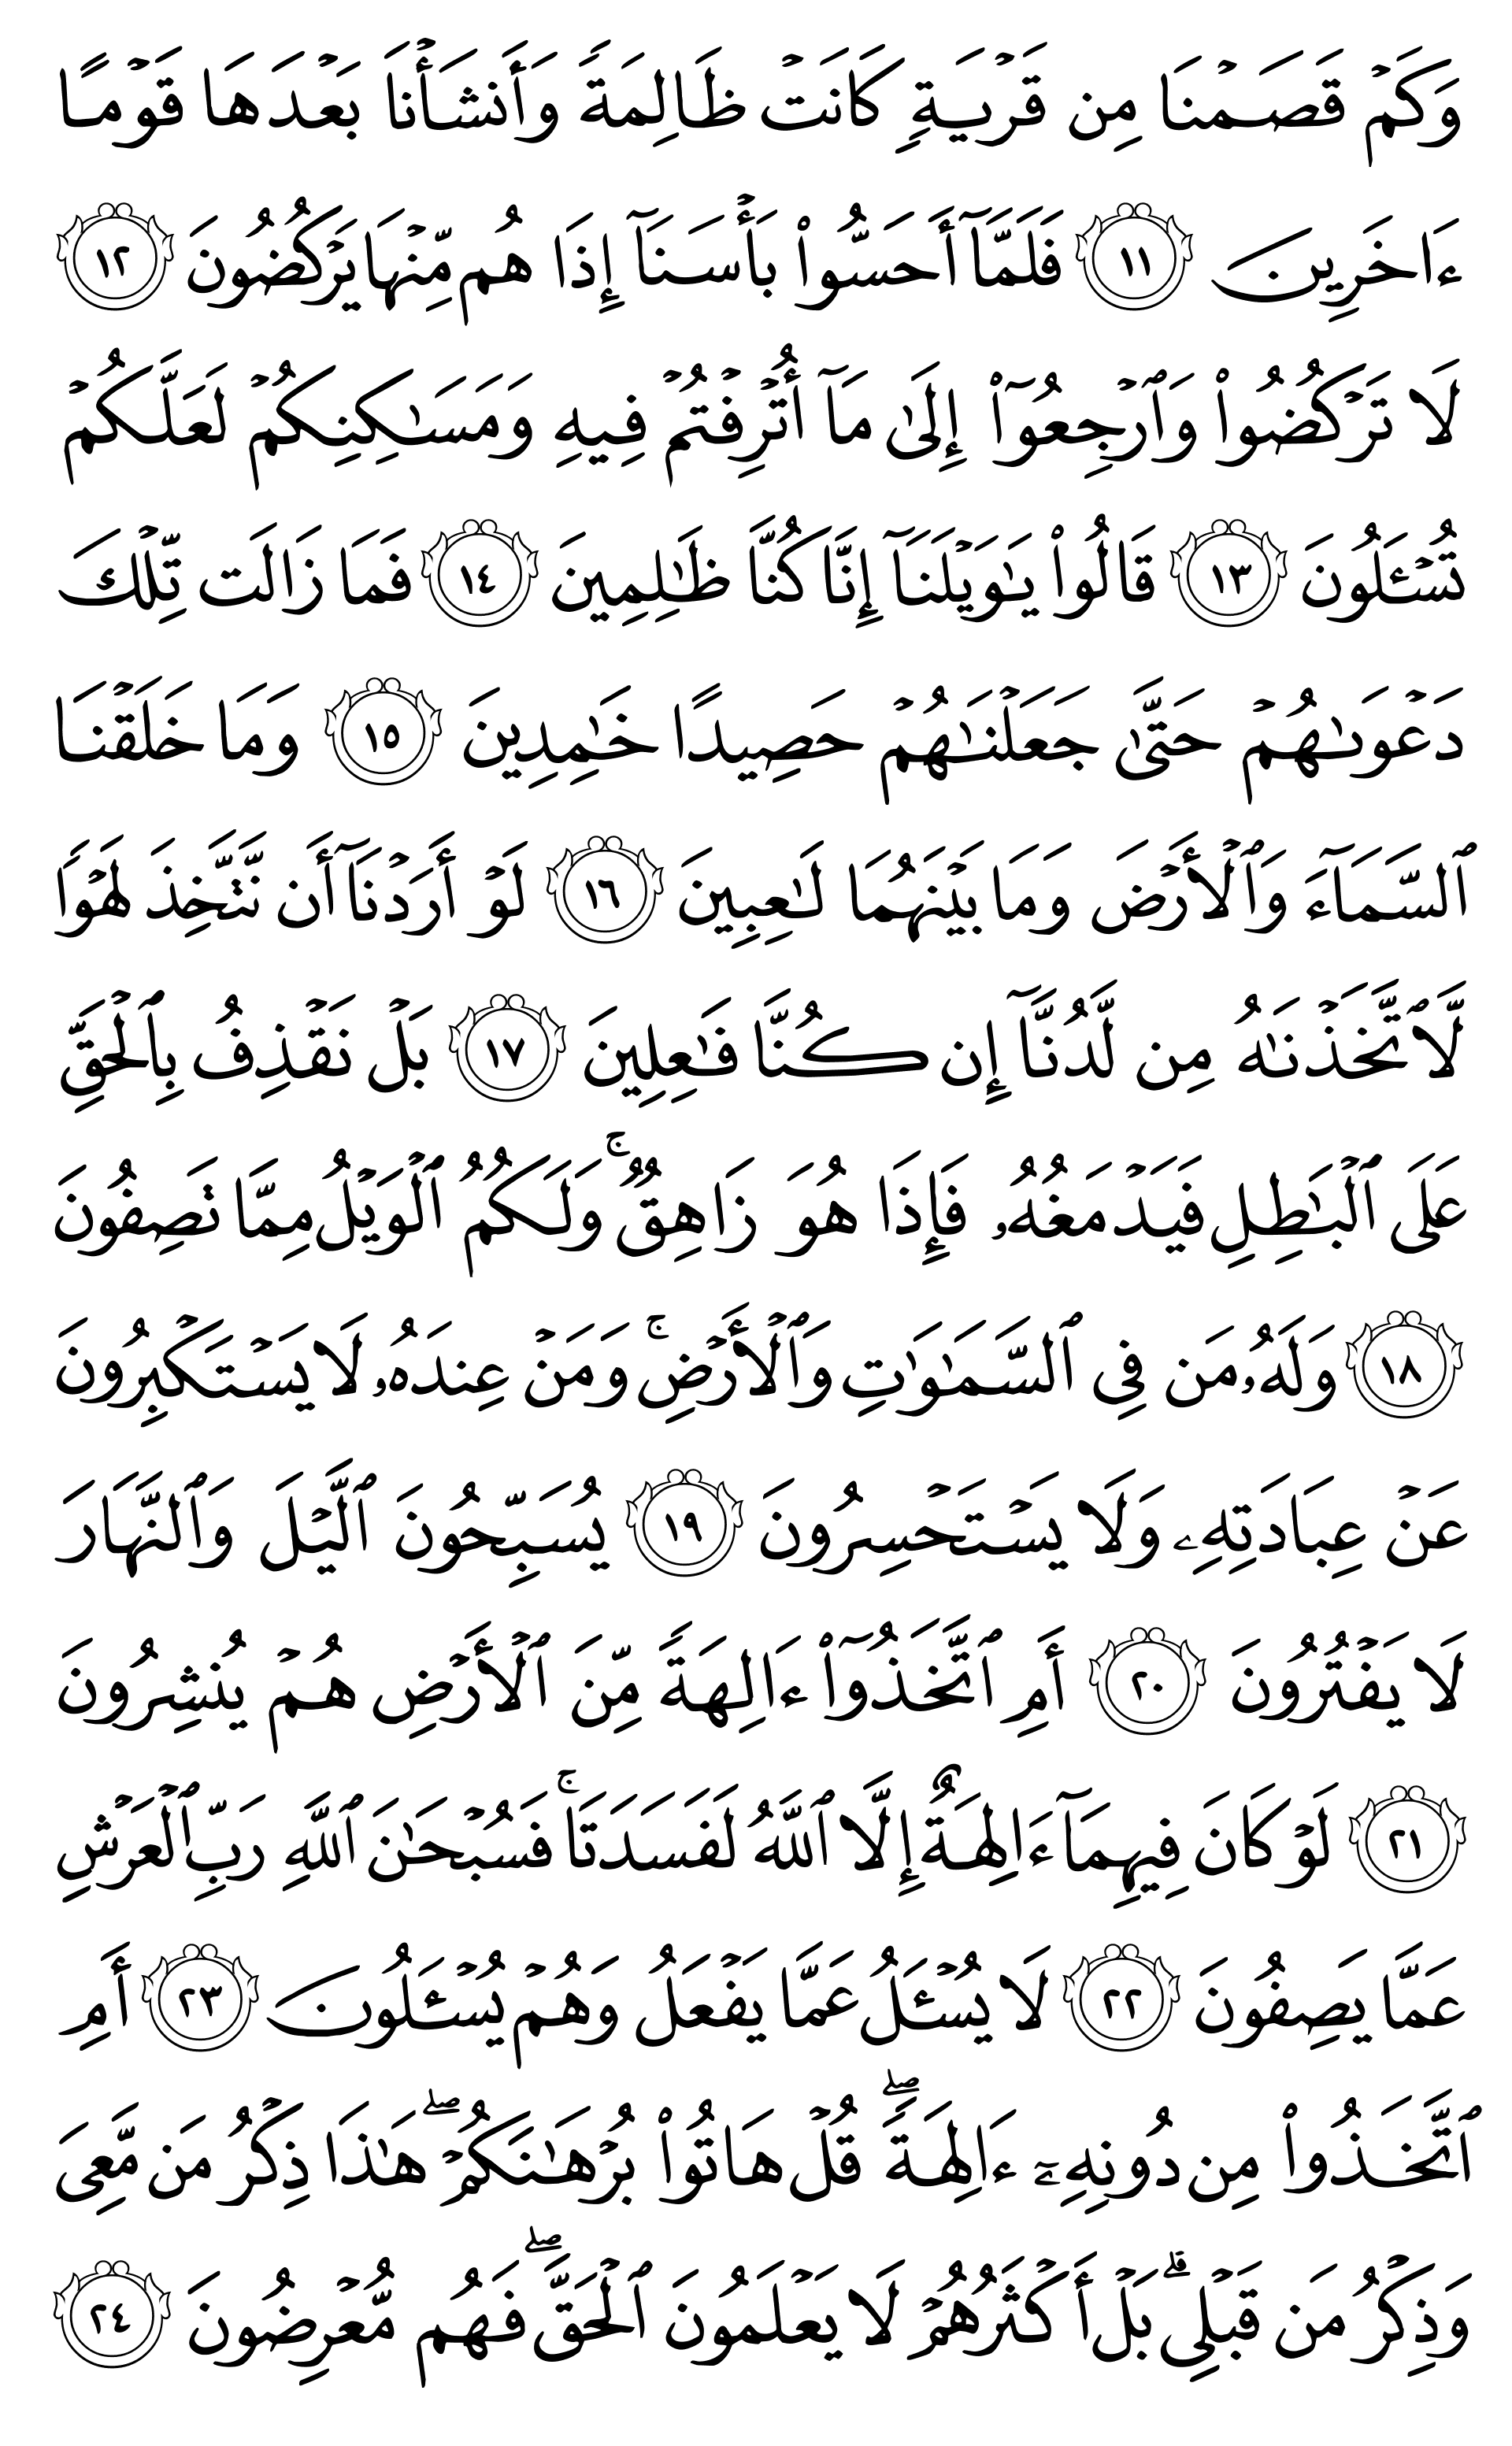 وَكَمۡ قَصَمۡنَا مِن قَرۡيَةٖ كَانَتۡ ظَالِمَةٗ وَأَنشَأۡنَا بَعۡدَهَا قَوۡمًا
ءَاخَرِينَ ١١ فَلَمَّآ أَحَسُّواْ بَأۡسَنَآ إِذَا هُم مِّنۡهَا يَرۡكُضُونَ ١٢
لَا تَرۡكُضُواْ وَٱرۡجِعُوٓاْ إِلَىٰ مَآ أُتۡرِفۡتُمۡ فِيهِ وَمَسَٰكِنِكُمۡ لَعَلَّكُمۡ
تُسۡـَٔلُونَ ١٣ قَالُواْ يَٰوَيۡلَنَآ إِنَّا كُنَّا ظَٰلِمِينَ ١٤ فَمَا زَالَت تِّلۡكَ
دَعۡوَىٰهُمۡ حَتَّىٰ جَعَلۡنَٰهُمۡ حَصِيدًا خَٰمِدِينَ ١٥ وَمَا خَلَقۡنَا
ٱلسَّمَآءَ وَٱلۡأَرۡضَ وَمَا بَيۡنَهُمَا لَٰعِبِينَ ١٦ لَوۡ أَرَدۡنَآ أَن نَّتَّخِذَ لَهۡوٗا
لَّٱتَّخَذۡنَٰهُ مِن لَّدُنَّآ إِن كُنَّا فَٰعِلِينَ ١٧ بَلۡ نَقۡذِفُ بِٱلۡحَقِّ
عَلَى ٱلۡبَٰطِلِ فَيَدۡمَغُهُۥ فَإِذَا هُوَ زَاهِقٞۚ وَلَكُمُ ٱلۡوَيۡلُ مِمَّا تَصِفُونَ
١٨ وَلَهُۥ مَن فِي ٱلسَّمَٰوَٰتِ وَٱلۡأَرۡضِۚ وَمَنۡ عِندَهُۥ لَا يَسۡتَكۡبِرُونَ
عَنۡ عِبَادَتِهِۦ وَلَا يَسۡتَحۡسِرُونَ ١٩ يُسَبِّحُونَ ٱلَّيۡلَ وَٱلنَّهَارَ
لَا يَفۡتُرُونَ ٢٠ أَمِ ٱتَّخَذُوٓاْ ءَالِهَةٗ مِّنَ ٱلۡأَرۡضِ هُمۡ يُنشِرُونَ
٢١ لَوۡ كَانَ فِيهِمَآ ءَالِهَةٌ إِلَّا ٱللَّهُ لَفَسَدَتَاۚ فَسُبۡحَٰنَ ٱللَّهِ رَبِّ ٱلۡعَرۡشِ
عَمَّا يَصِفُونَ ٢٢ لَا يُسۡـَٔلُ عَمَّا يَفۡعَلُ وَهُمۡ يُسۡـَٔلُونَ ٢٣ أَمِ
ٱتَّخَذُواْ مِن دُونِهِۦٓ ءَالِهَةٗۖ قُلۡ هَاتُواْ بُرۡهَٰنَكُمۡۖ هَٰذَا ذِكۡرُ مَن مَّعِيَ
وَذِكۡرُ مَن قَبۡلِيۚ بَلۡ أَكۡثَرُهُمۡ لَا يَعۡلَمُونَ ٱلۡحَقَّۖ فَهُم مُّعۡرِضُونَ ٢٤